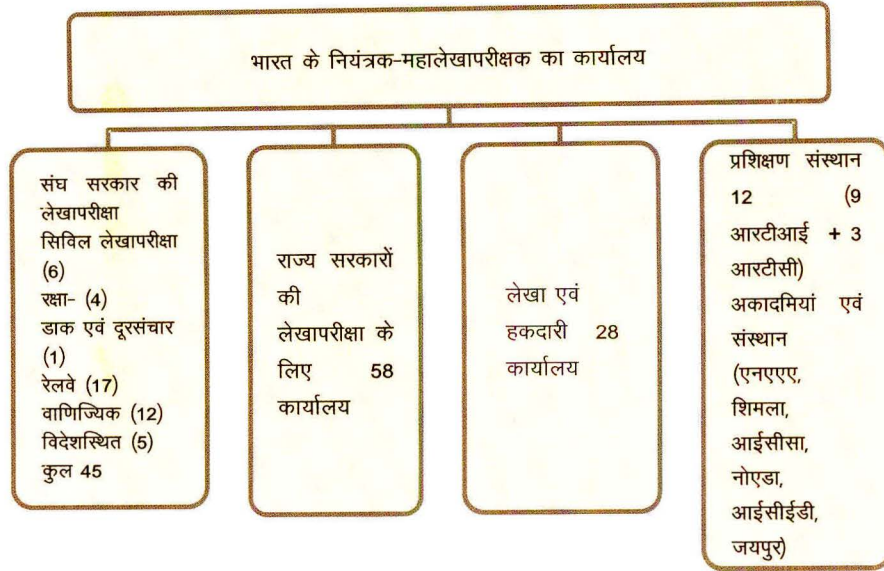 भारत के नियंत्रक-महालेखापरीक्षक का कार्यालय
संघ सरकार की
लेखापरीक्षा
सिविल लेखापरीक्षा
(6)
रक्षा- (4)
डाक एवं दूरसंचार
(1)
रेलवे (17)
वाणिज्यिक (12)
विदेशस्थित (5)
कुल 45
राज्य सरकारों
की
लेखापरीक्षा के
लिए 58
कार्यालय
लेखा एवं
हकदारी 28
कार्यालय
प्रशिक्षण संस्थान
12 (9
आरटीआई + 3
आरटीसी)
अकादमियां एवं
संस्थान
(एनएएए,
शिमला,
आईसीसा,
नोएडा,
आईसीईडी,
जयपुर)